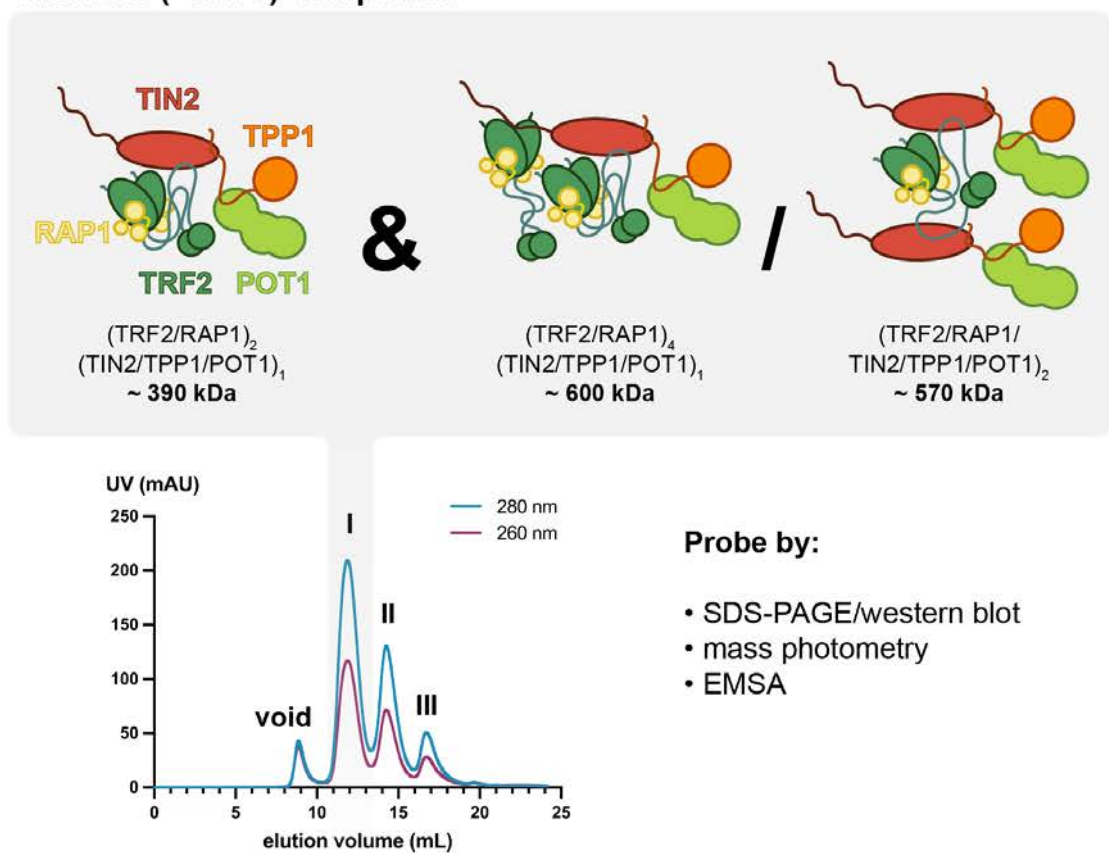 TIN2
TPP1
RAP1
TRF2
POT1
&
/
(TRF2/RAP1)₂
(TIN2/TPP1/POT1)₁
~ 390 kDa
(TRF2/RAP1)₄
(TIN2/TPP1/POT1)₁
~ 600 kDa
(TRF2/RAP1/
TIN2/TPP1/POT1)₂
~ 570 kDa
UV (mAU)
250
200
150
100
50
0
0 5 10 15 20 25
elution volume (mL)
void
I
II
III
280 nm
260 nm
Probe by:
• SDS-PAGE/western blot
• mass photometry
• EMSA